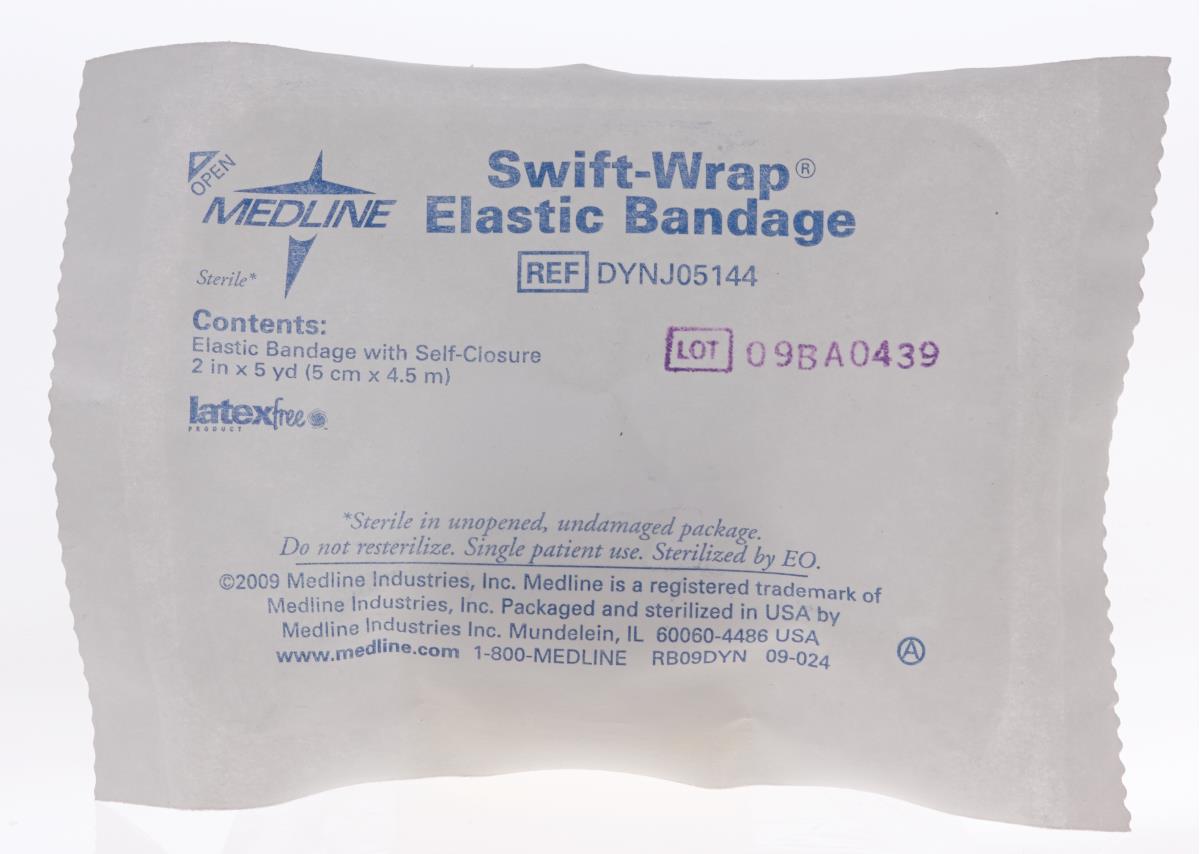 OPEN
MEDLINE
Sterile*
Swift-Wrap®
Elastic Bandage
REF DYNJ05144
Contents:
Elastic Bandage with Self-Closure
2 in x 5 yd (5 cm x 4.5 m)
LOT 09BA0439
latexfree
PRODUCT
*Sterile in unopened, undamaged package.
Do not resterilize. Single patient use. Sterilized by EO.
©2009 Medline Industries, Inc. Medline is a registered trademark of
Medline Industries, Inc. Packaged and sterilized in USA by
Medline Industries Inc. Mundelein, IL 60060-4486 USA
www.medline.com 1-800-MEDLINE RB09DYN 09-024
A